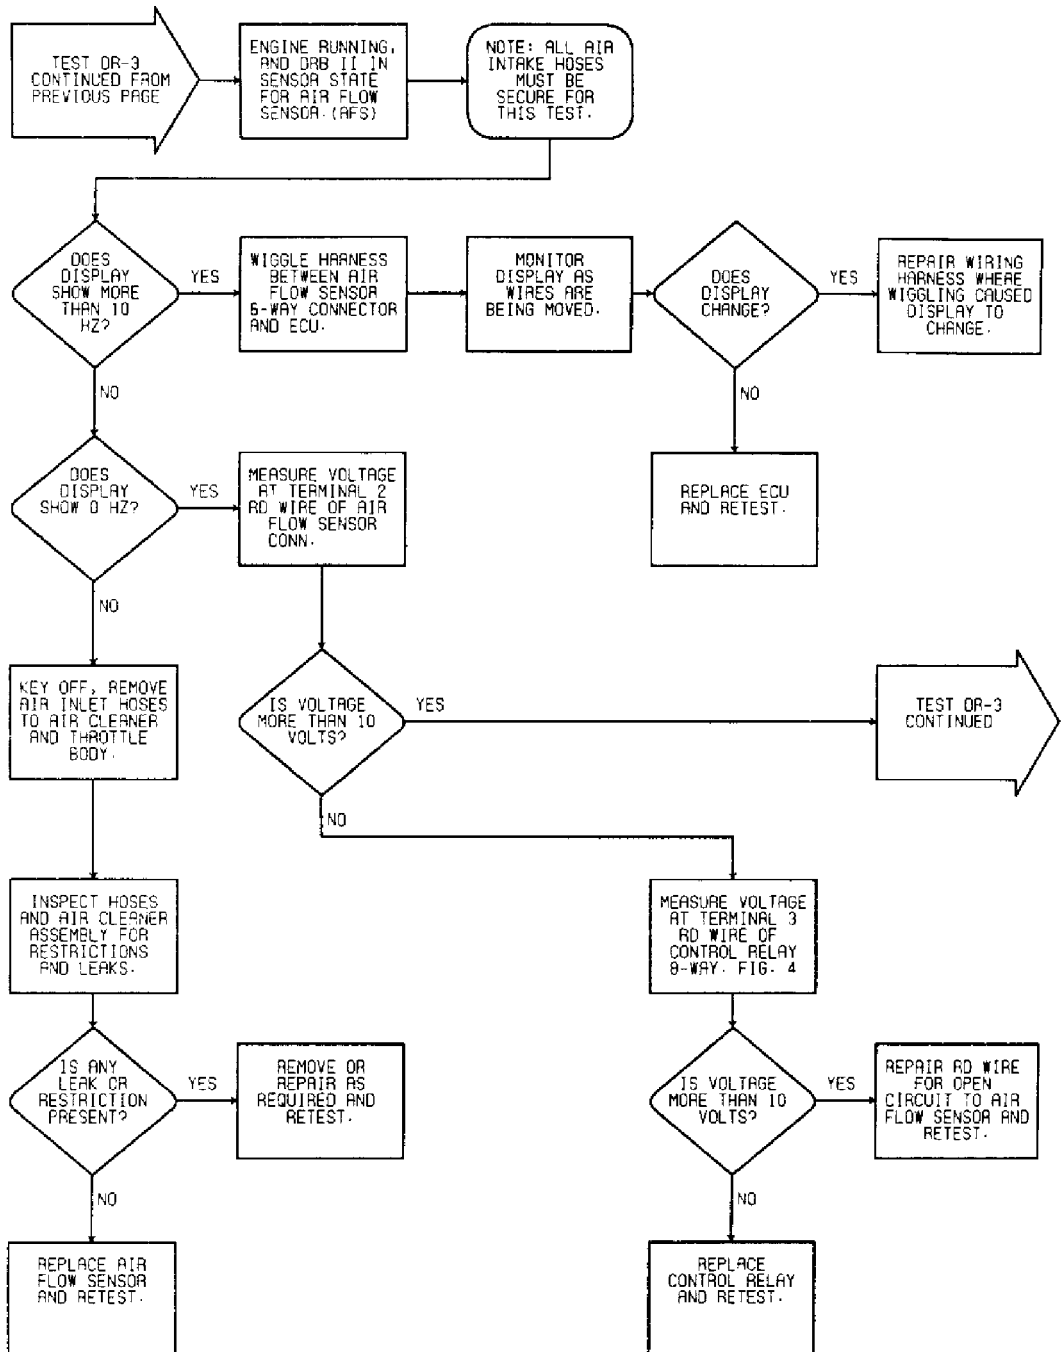 TEST DR-3
CONTINUED FROM
PREVIOUS PAGE
ENGINE RUNNING,
AND DRB II IN
SENSOR STATE
FOR AIR FLOW
SENSOR.(AFS)
NOTE: ALL AIR
INTAKE HOSES
MUST BE
SECURE FOR
THIS TEST.
DOES
DISPLAY
SHOW MORE
THAN 10
HZ?
YES
WIGGLE HARNESS
BETWEEN AIR
FLOW SENSOR
6-WAY CONNECTOR
AND ECU.
MONITOR
DISPLAY AS
WIRES ARE
BEING MOVED.
DOES
DISPLAY
CHANGE?
YES
REPAIR WIRING
HARNESS WHERE
WIGGLING CAUSED
DISPLAY TO
CHANGE.
NO
NO
DOES
DISPLAY
SHOW 0 HZ?
YES
MEASURE VOLTAGE
AT TERMINAL 2
RD WIRE OF AIR
FLOW SENSOR
CONN.
REPLACE ECU
AND RETEST.
NO
KEY OFF, REMOVE
AIR INLET HOSES
TO AIR CLEANER
AND THROTTLE
BODY.
IS VOLTAGE
MORE THAN 10
VOLTS?
YES
TEST DR-3
CONTINUED
NO
INSPECT HOSES
AND AIR CLEANER
ASSEMBLY FOR
RESTRICTIONS
AND LEAKS.
MEASURE VOLTAGE
AT TERMINAL 3
RD WIRE OF
CONTROL RELAY
8-WAY. FIG. 4
IS ANY
LEAK OR
RESTRICTION
PRESENT?
YES
REMOVE OR
REPAIR AS
REQUIRED AND
RETEST.
IS VOLTAGE
MORE THAN 10
VOLTS?
YES
REPAIR RD WIRE
FOR OPEN
CIRCUIT TO AIR
FLOW SENSOR AND
RETEST.
NO
NO
REPLACE AIR
FLOW SENSOR
AND RETEST.
REPLACE
CONTROL RELAY
AND RETEST.